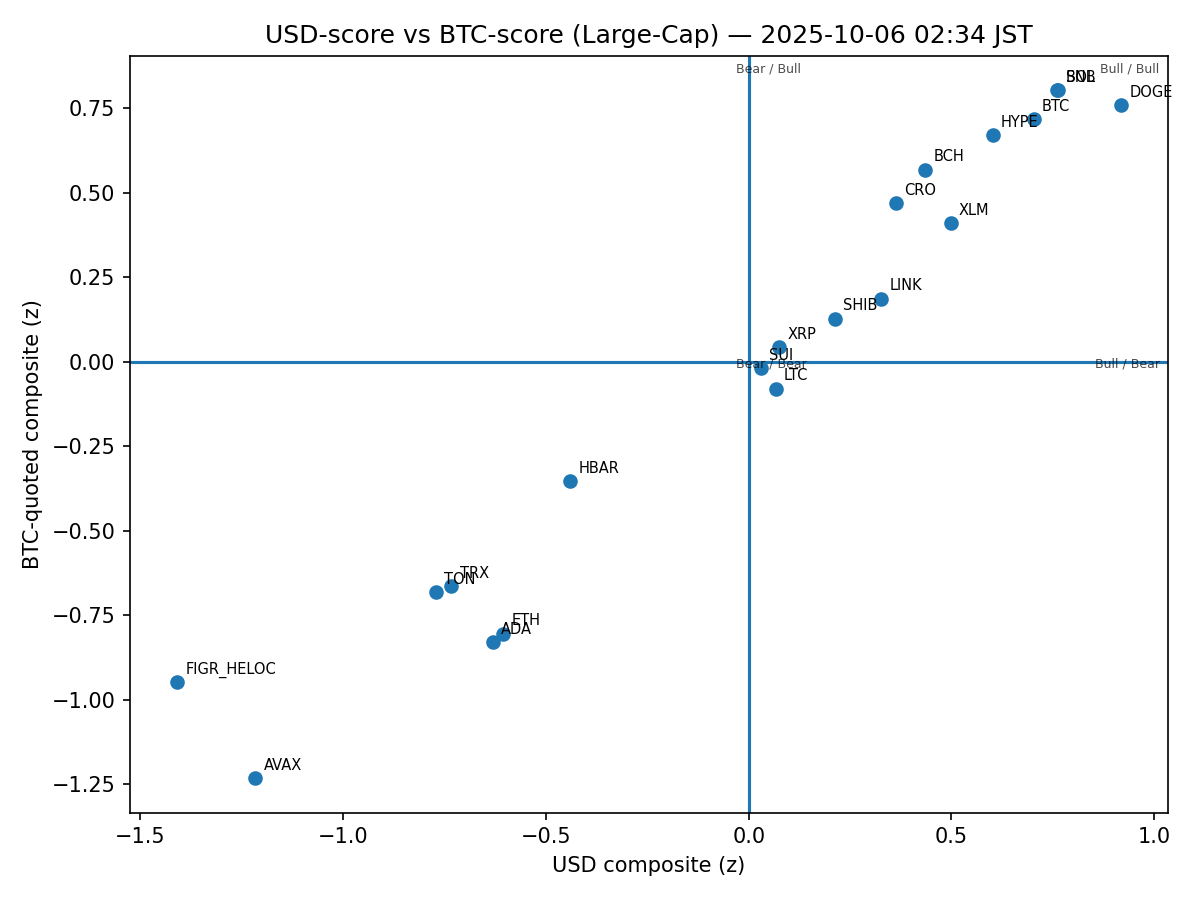 USD-score vs BTC-score (Large-Cap) — 2025-10-06 02:34 JST
Bear / Bull
Bull / Bull
SOL
BNB
DOGE
BTC
HYPE
BCH
CRO
XLM
LINK
SHIB
XRP
SUI
Bear / Bear
Bull / Bear
LTC
HBAR
TRX
TON
ETH
ADA
FIGR_HELOC
AVAX
0.75
0.50
0.25
0.00
−0.25
−0.50
−0.75
−1.00
−1.25
BTC-quoted composite (z)
−1.5
−1.0
−0.5
0.0
0.5
1.0
USD composite (z)